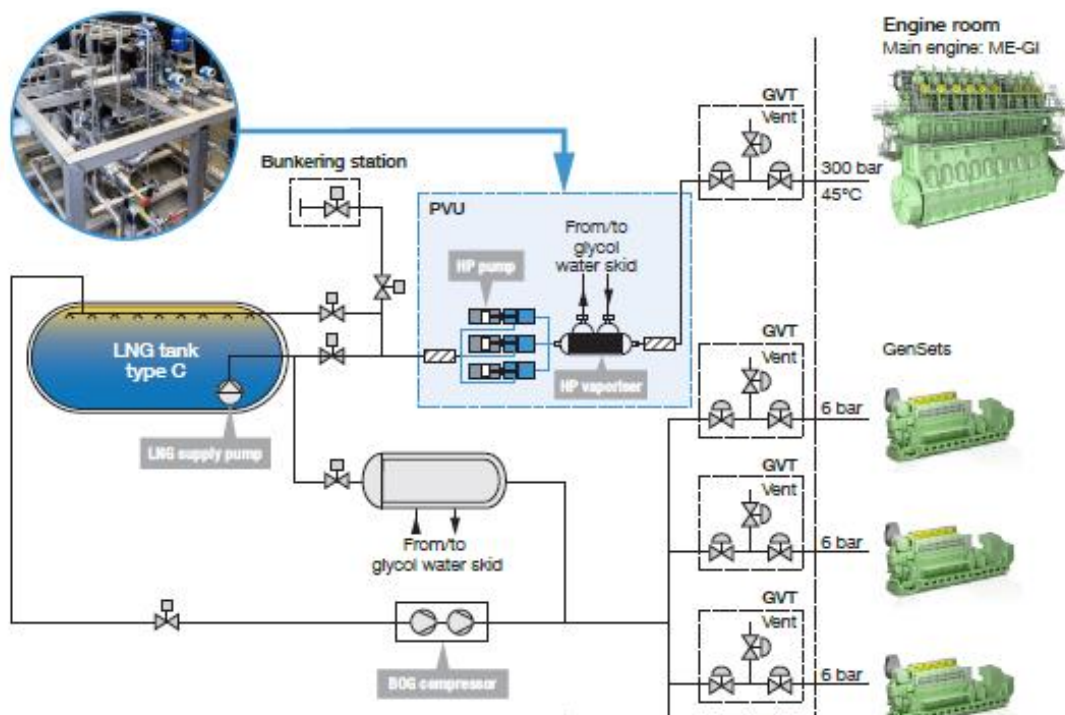 Engine room
Main engine: ME-GI
GVT
Vent
300 bar
45°C
Bunkering station
PVU
From/to
glycol
water skid
HP pump
HP vaporiser
LNG tank
type C
LNG supply pump
GVT
Vent
6 bar
GenSets
From/to
glycol water skid
GVT
Vent
6 bar
BOG compressor
GVT
Vent
6 bar